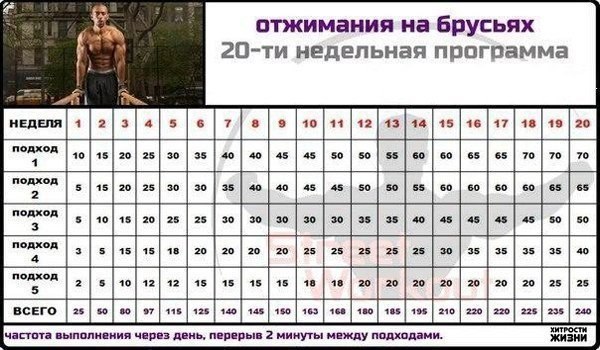 отжимания на брусьях
20-ти недельная программа
НЕДЕЛЯ 1 2 3 4 5 6 7 8 9 10 11 12 13 14 15 16 17 18 19 20
подход 1 10 15 20 25 30 35 40 40 45 45 50 50 55 60 60 65 65 70 70 70
подход 2 5 15 20 25 30 30 35 40 40 45 45 50 50 50 55 60 60 60 60 65
подход 3 5 10 15 20 25 30 30 30 30 30 30 35 35 40 45 45 45 45 50 50
подход 4 3 5 15 15 18 20 20 20 20 25 25 25 25 25 30 35 35 35 35 40
подход 5 2 5 10 12 12 10 15 15 15 18 18 20 20 20 20 20 20 20 25 25
ВСЕГО 25 50 80 97 115 125 140 145 150 163 168 180 185 195 210 220 220 225 235 240
Street
Workout
частота выполнения через день, перерыв 2 минуты между подходами.
ХИТРОСТИ
ЖИЗНИ